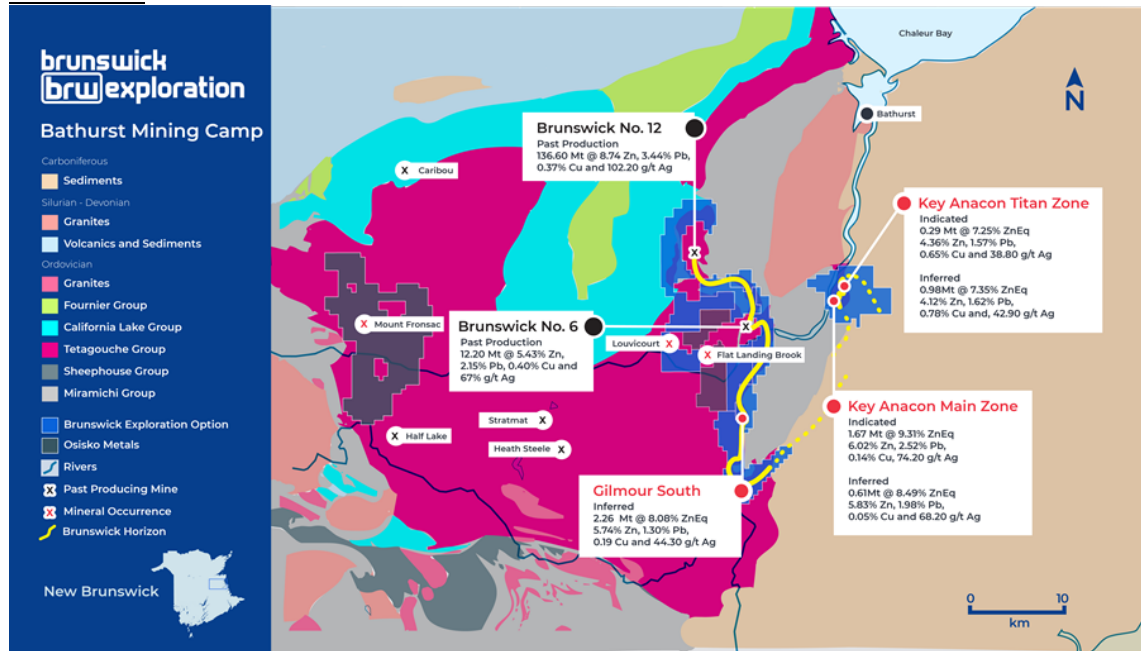 brunswick
brw exploration
Bathurst Mining Camp
Carboniferous
Sediments
Silurian - Devonian
Granites
Volcanics and Sediments
Ordovician
Granites
Fournier Group
California Lake Group
Tetagouche Group
Sheephouse Group
Miramichi Group
Brunswick Exploration Option
Osisko Metals
Rivers
Past Producing Mine
Mineral Occurrence
Brunswick Horizon
New Brunswick
Chaleur Bay
N
Bathurst
Caribou
Brunswick No. 12
Past Production
136.60 Mt @ 8.74 Zn, 3.44% Pb,
0.37% Cu and 102.20 g/t Ag
Key Anacon Titan Zone
Indicated
0.29 Mt @ 7.25% ZnEq
4.36% Zn, 1.57% Pb,
0.65% Cu and 38.80 g/t Ag
Inferred
0.98Mt @ 7.35% ZnEq
4.12% Zn, 1.62% Pb,
0.78% Cu and, 42.90 g/t Ag
Mount Fronsac
Brunswick No. 6
Past Production
12.20 Mt @ 5.43% Zn,
2.15% Pb, 0.40% Cu and
67% g/t Ag
Louvicourt
Flat Landing Brook
Stratmat
Half Lake
Heath Steele
Key Anacon Main Zone
Indicated
1.67 Mt @ 9.31% ZnEq
6.02% Zn, 2.52% Pb,
0.14% Cu, 74.20 g/t Ag
Inferred
0.61Mt @ 8.49% ZnEq
5.83% Zn, 1.98% Pb,
0.05% Cu and 68.20 g/t Ag
Gilmour South
Inferred
2.26 Mt @ 8.08% ZnEq
5.74% Zn, 1.30% Pb,
0.19 Cu and 44.30 g/t Ag
0 10
km